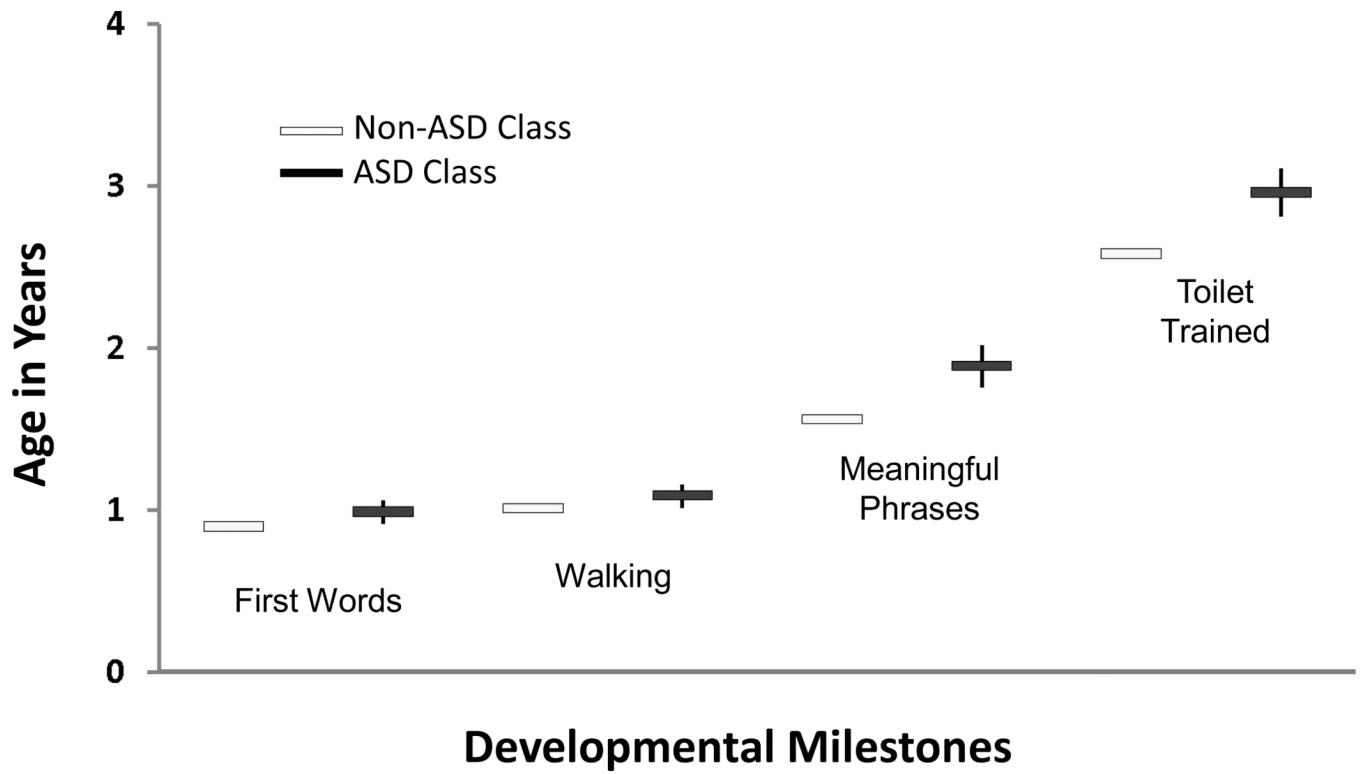 4
3
2
1
0
Age in Years
Non-ASD Class
ASD Class
First Words
Walking
Meaningful
Phrases
Toilet
Trained
Developmental Milestones